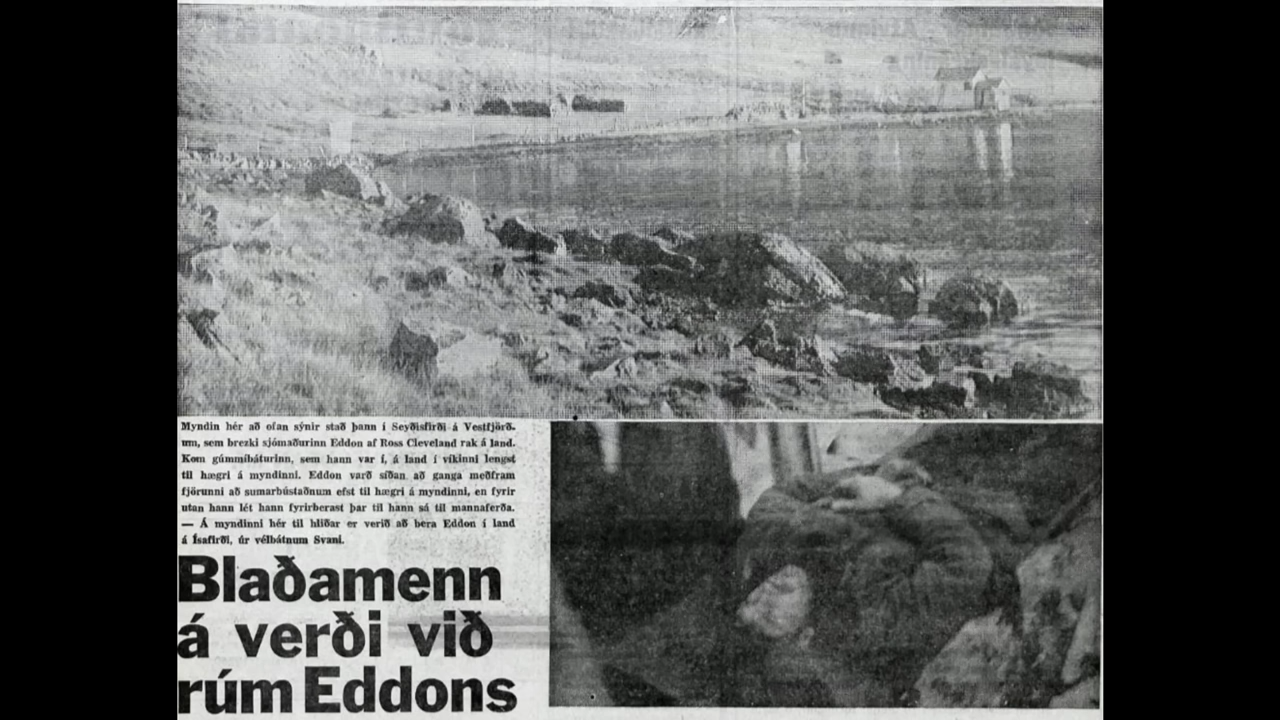 Myndin hér að ofan sýnir stað þann í Seyðisfirði á Vestfjörð-
um, sem brezki sjómaðurinn Eddon af Ross Cleveland rak á land.
Kom gúmmíbáturinn, sem hann var í, á land í víkinni lengst
til hægri á myndinni. Eddon varð síðan að ganga meðfram
fjörunni að sumarbústaðnum efst til hægri á myndinni, en fyrir
utan hann lét hann fyrirberast þar til hann sá til mannaferða.
— Á myndinni hér til hliðar er verið að bera Eddon í land
á Ísafirði, úr vélbátnum Svani.
Blaðamenn
á verði við
rúm Eddons